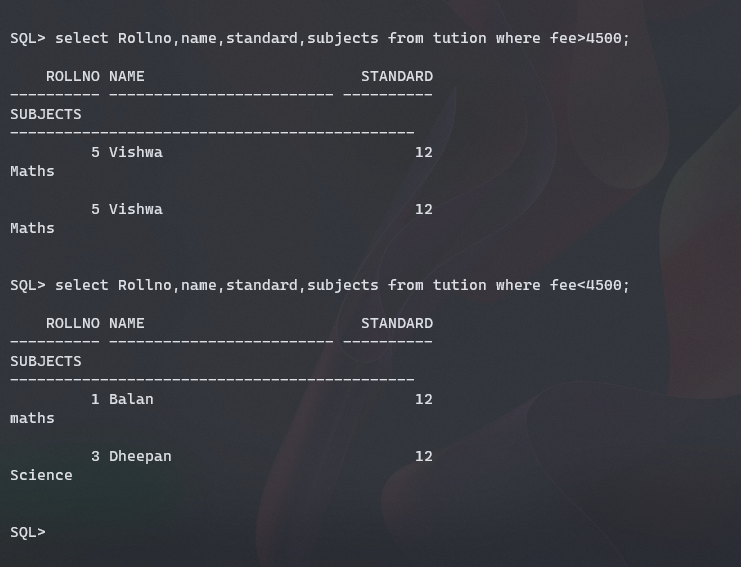 SQL> select Rollno,name,standard,subjects from tution where fee>4500;
    ROLLNO NAME                        STANDARD
---------- ------------------------- ----------
SUBJECTS
---------------------------------------------
         5 Vishwa                            12
Maths
         5 Vishwa                            12
Maths
SQL> select Rollno,name,standard,subjects from tution where fee<4500;
    ROLLNO NAME                        STANDARD
---------- ------------------------- ----------
SUBJECTS
---------------------------------------------
         1 Balan                             12
maths
         3 Dheepan                           12
Science
SQL>